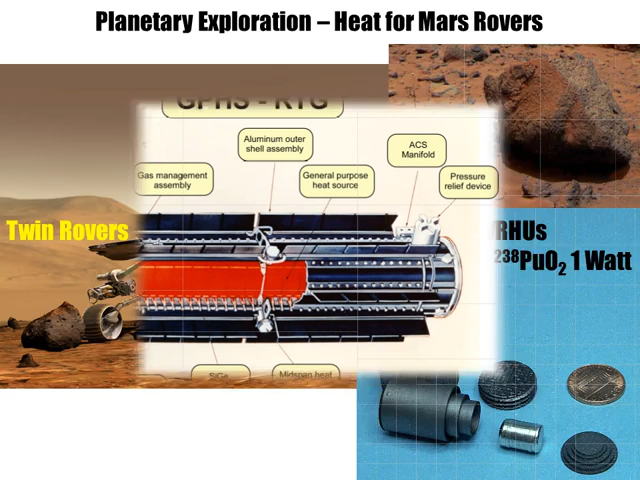 Planetary Exploration – Heat for Mars Rovers
GPHS - RTG
Aluminum outer
shell assembly
ACS
Manifold
Gas management
assembly
General purpose
heat source
Pressure
relief device
Twin Rovers
RHUs
238PuO2 1 Watt
SiGe
Midspan heat